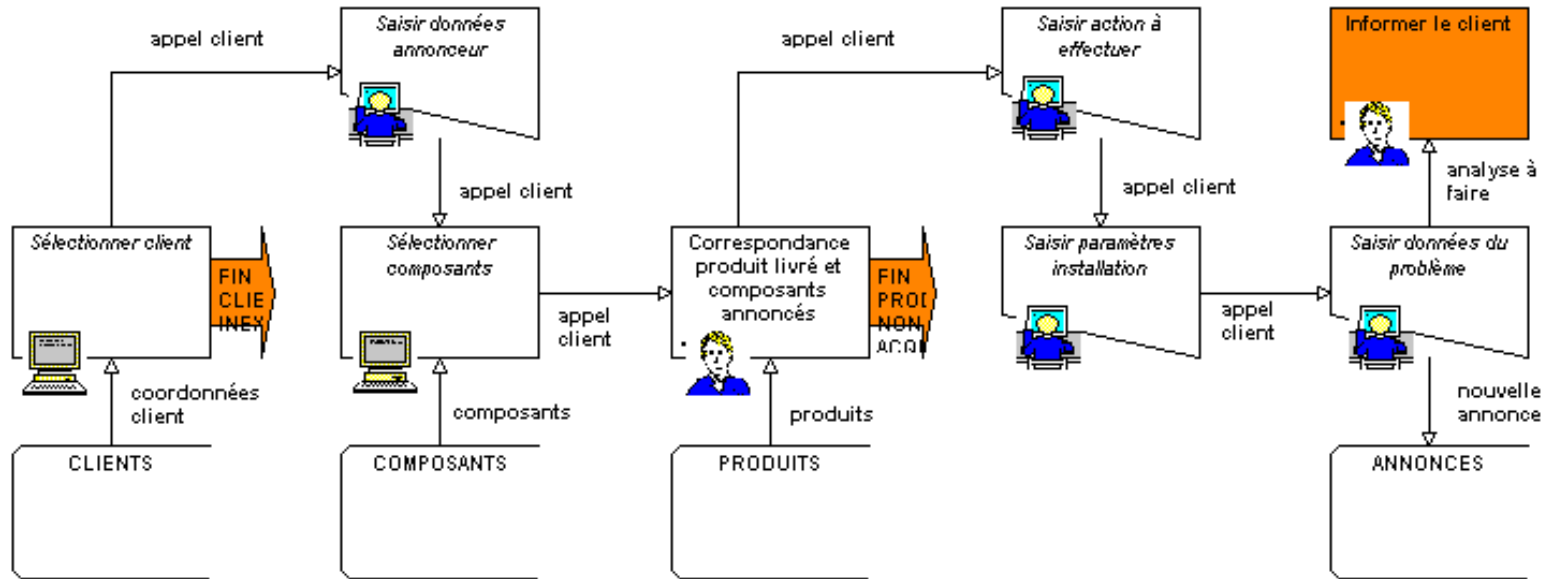 appel client
Saisir données
annonceur
appel client
Saisir action à
effectuer
Informer le client
appel client
appel client
analyse à
faire
Sélectionner client
FIN
CLIE
INEX
Sélectionner
composants
appel
client
Correspondance
produit livré et
composants
annoncés
FIN
PROD
NON
ACQU
Saisir paramètres
installation
appel
client
Saisir données du
problème
coordonnées
client
composants
produits
nouvelle
annonce
CLIENTS
COMPOSANTS
PRODUITS
ANNONCES